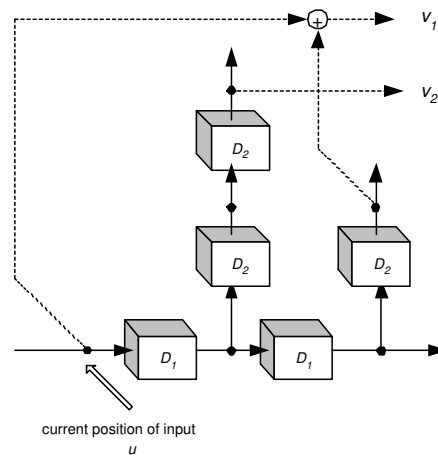 +
v1
v2
D2
D2
D2
D1
D1
current position of input
u